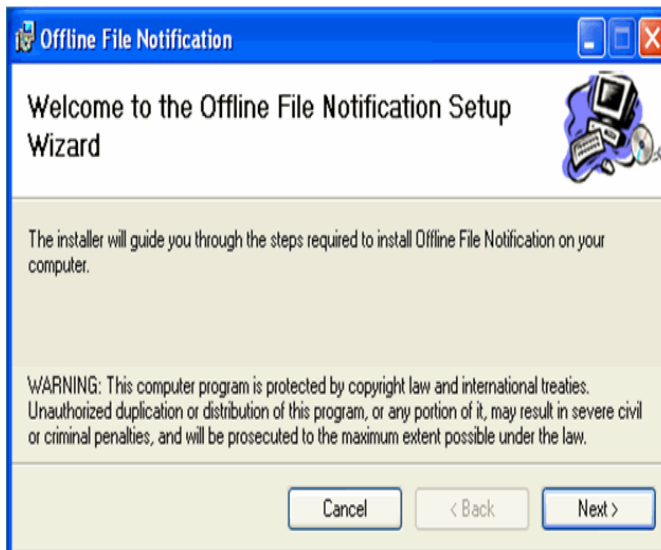 Offline File Notification
Welcome to the Offline File Notification Setup
Wizard
The installer will guide you through the steps required to install Offline File Notification on your
computer.
WARNING: This computer program is protected by copyright law and international treaties.
Unauthorized duplication or distribution of this program, or any portion of it, may result in severe civil
or criminal penalties, and will be prosecuted to the maximum extent possible under the law.
Cancel
< Back
Next >